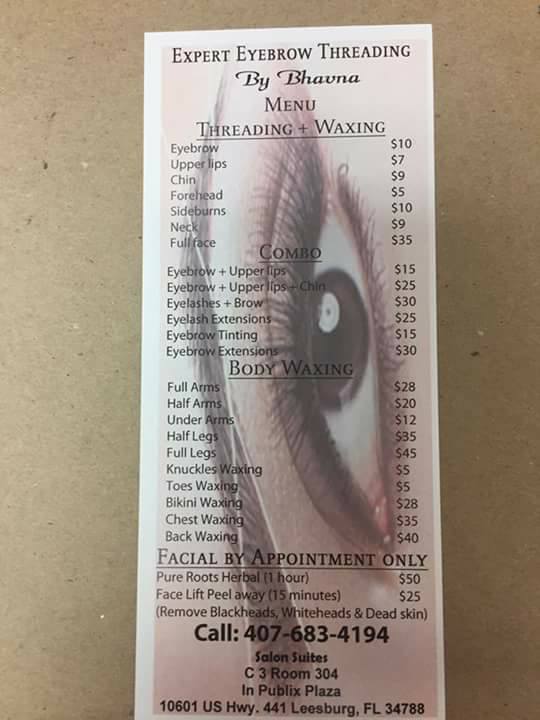 EXPERT EYEBROW THREADING
By Bhavna
MENU
THREADING + WAXING
Eyebrow $10
Upper lips $7
Chin $9
Forehead $5
Sideburns $10
Neck $9
Full face $35
COMBO
Eyebrow + Upper lips $15
Eyebrow + Upper lips + Chin $25
Eyelashes + Brow $30
Eyelash Extensions $25
Eyebrow Tinting $15
Eyebrow Extensions $30
BODY WAXING
Full Arms $28
Half Arms $20
Under Arms $12
Half Legs $35
Full Legs $45
Knuckles Waxing $5
Toes Waxing $5
Bikini Waxing $28
Chest Waxing $35
Back Waxing $40
FACIAL BY APPOINTMENT ONLY
Pure Roots Herbal (1 hour) $50
Face Lift Peel away (15 minutes) $25
(Remove Blackheads, Whiteheads & Dead skin)
Call: 407-683-4194
Salon Suites
C 3 Room 304
In Publix Plaza
10601 US Hwy. 441 Leesburg, FL 34788